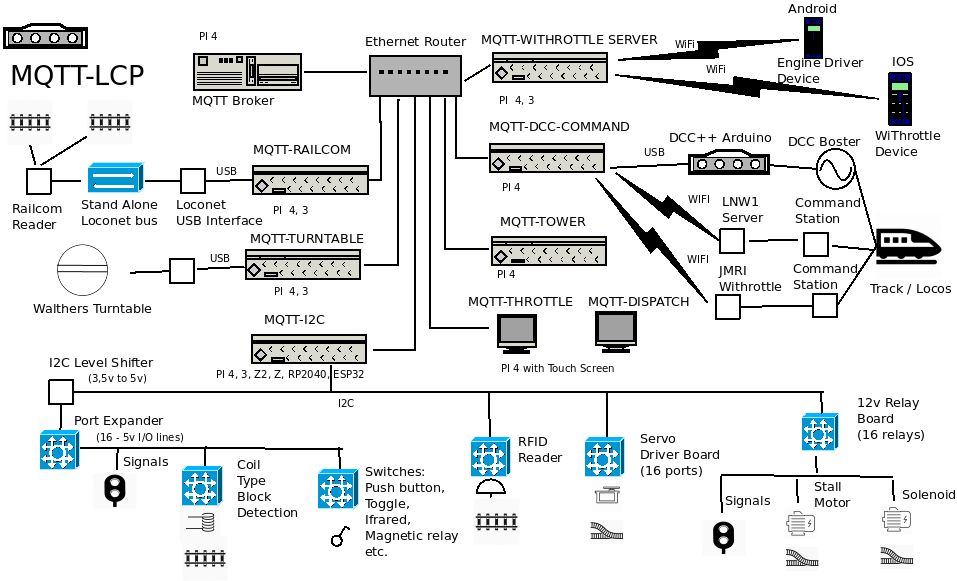 MQTT-LCP
PI 4
MQTT Broker
Ethernet Router
MQTT-WITHROTTLE SERVER
PI  4, 3
WiFi
WiFi
Android
Engine Driver
Device
IOS
WiThrottle
Device
MQTT-RAILCOM
PI  4, 3
USB
Railcom
Reader
Stand Alone
Loconet bus
Loconet
USB Interface
MQTT-DCC-COMMAND
PI 4
USB
DCC++ Arduino
DCC Boster
WIFI
LNW1
Server
Command
Station
WIFI
JMRI
Withrottle
Command
Station
Track / Locos
MQTT-TURNTABLE
PI 4, 3
USB
Walthers Turntable
MQTT-TOWER
PI 4
MQTT-THROTTLE
MQTT-DISPATCH
PI 4 with Touch Screen
MQTT-I2C
PI 4, 3, Z2, Z, RP2040, ESP32
I2C Level Shifter
(3,5v to 5v)
I2C
Port Expander
(16 - 5v I/O lines)
Signals
Coil
Type
Block
Detection
Switches:
Push button,
Toggle,
Ifrared,
Magnetic relay
etc.
RFID
Reader
Servo
Driver Board
(16 ports)
12v Relay
Board
(16 relays)
Signals
Stall
Motor
Solenoid